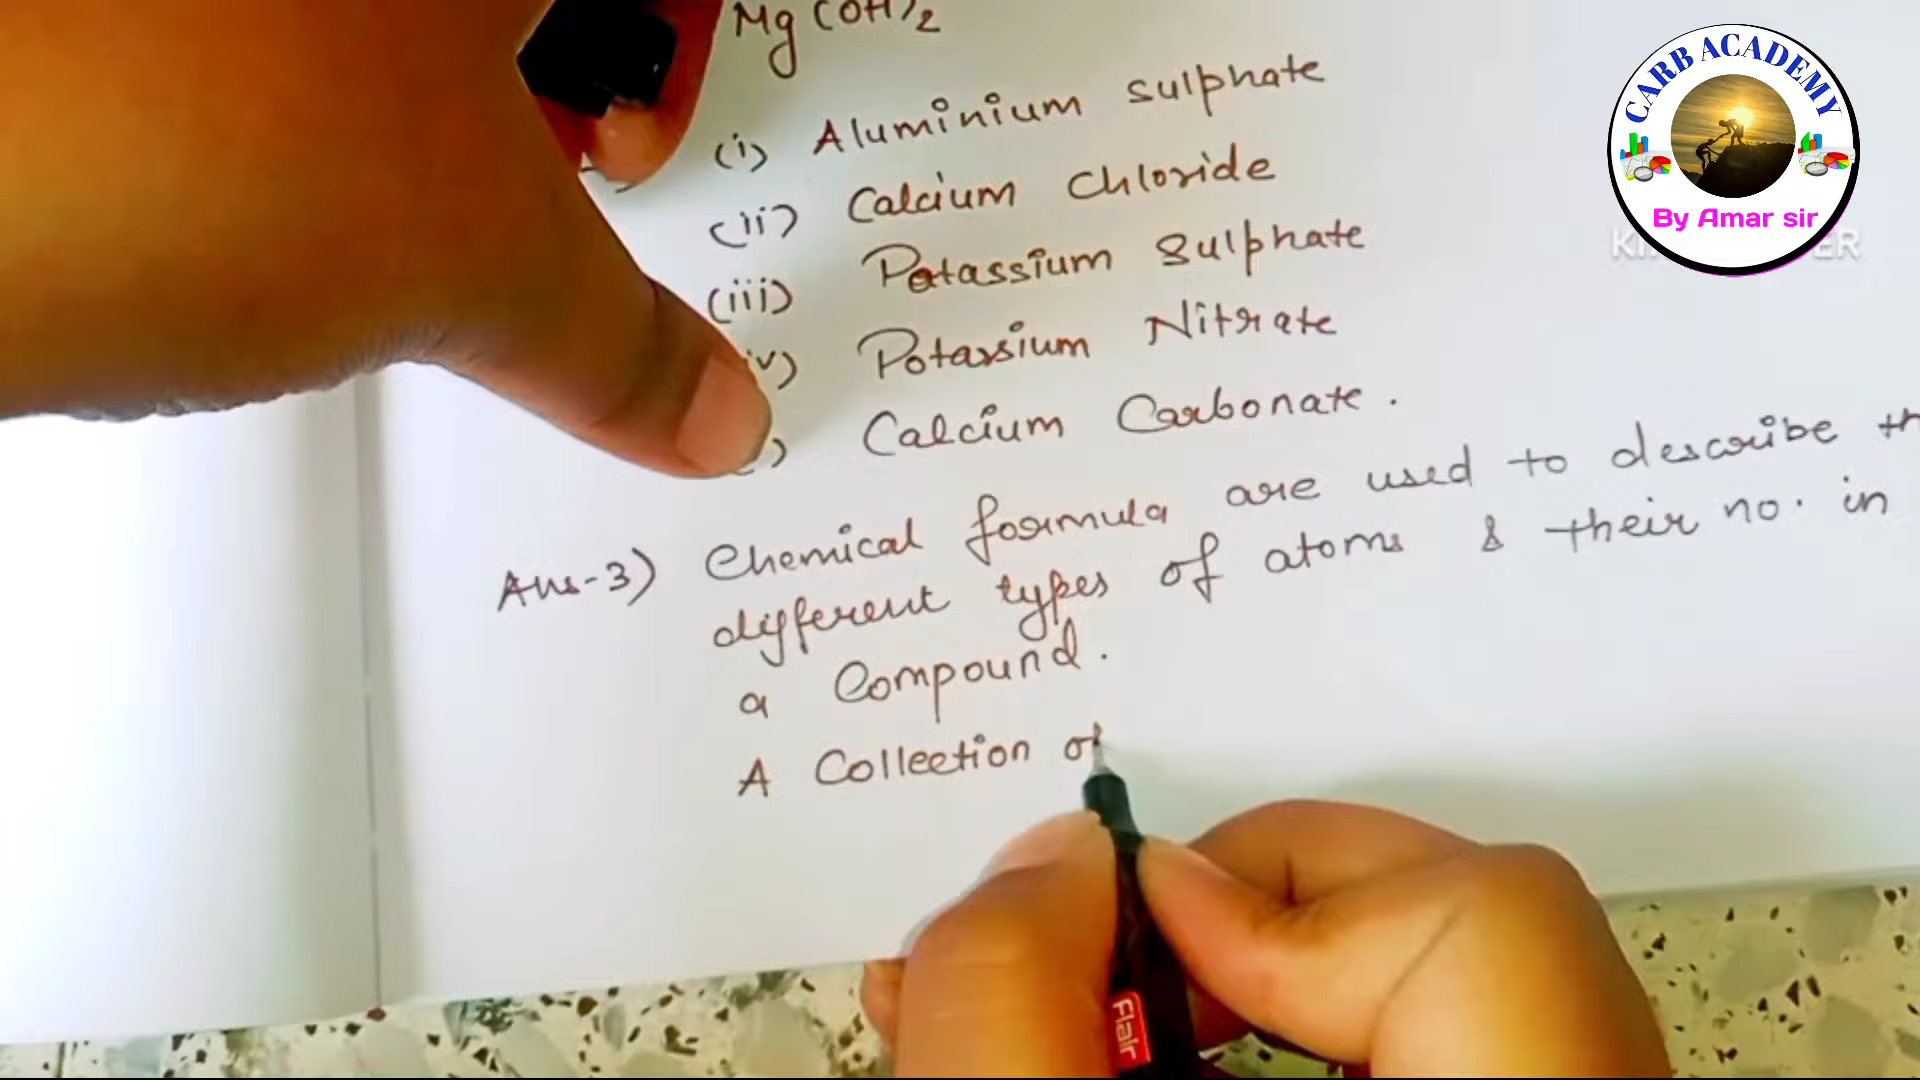 Mg(OH)2
(i) Aluminium sulphate
(ii) Calcium Chloride
(iii) Potassium Sulphate
iv) Potassium Nitrate
) Calcium Carbonate.
Ans-3) Chemical formula are used to describe th
different types of atoms & their no. in
a Compound.
A Collection of
CARB ACADEMY
By Amar sir
Flair